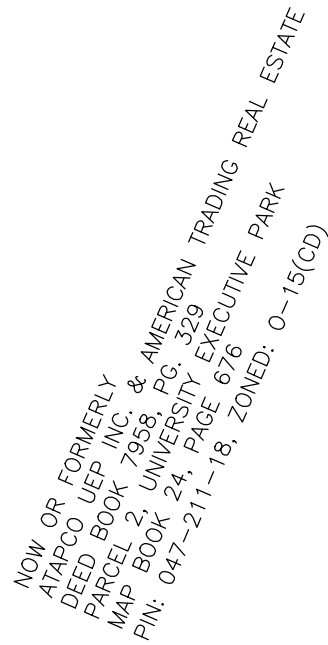 NOW OR FORMERLY
ATAPCO UEP INC. & AMERICAN TRADING REAL ESTATE
DEED BOOK 7958, PG. 329
PARCEL 2, UNIVERSITY EXECUTIVE PARK
MAP BOOK 24, PAGE 676
PIN: 047-211-18, ZONED: O-15(CD)